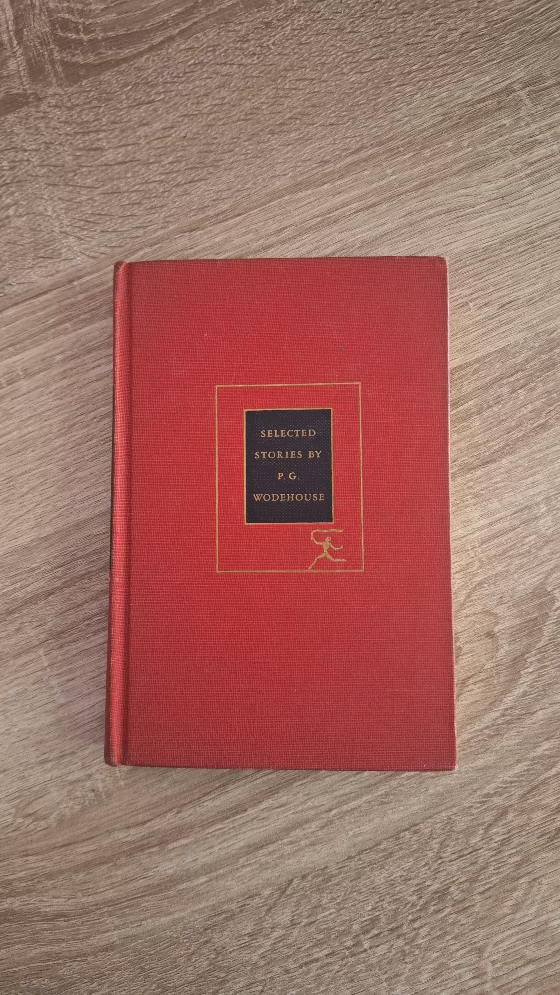 SELECTED
STORIES BY
P. G.
WODEHOUSE